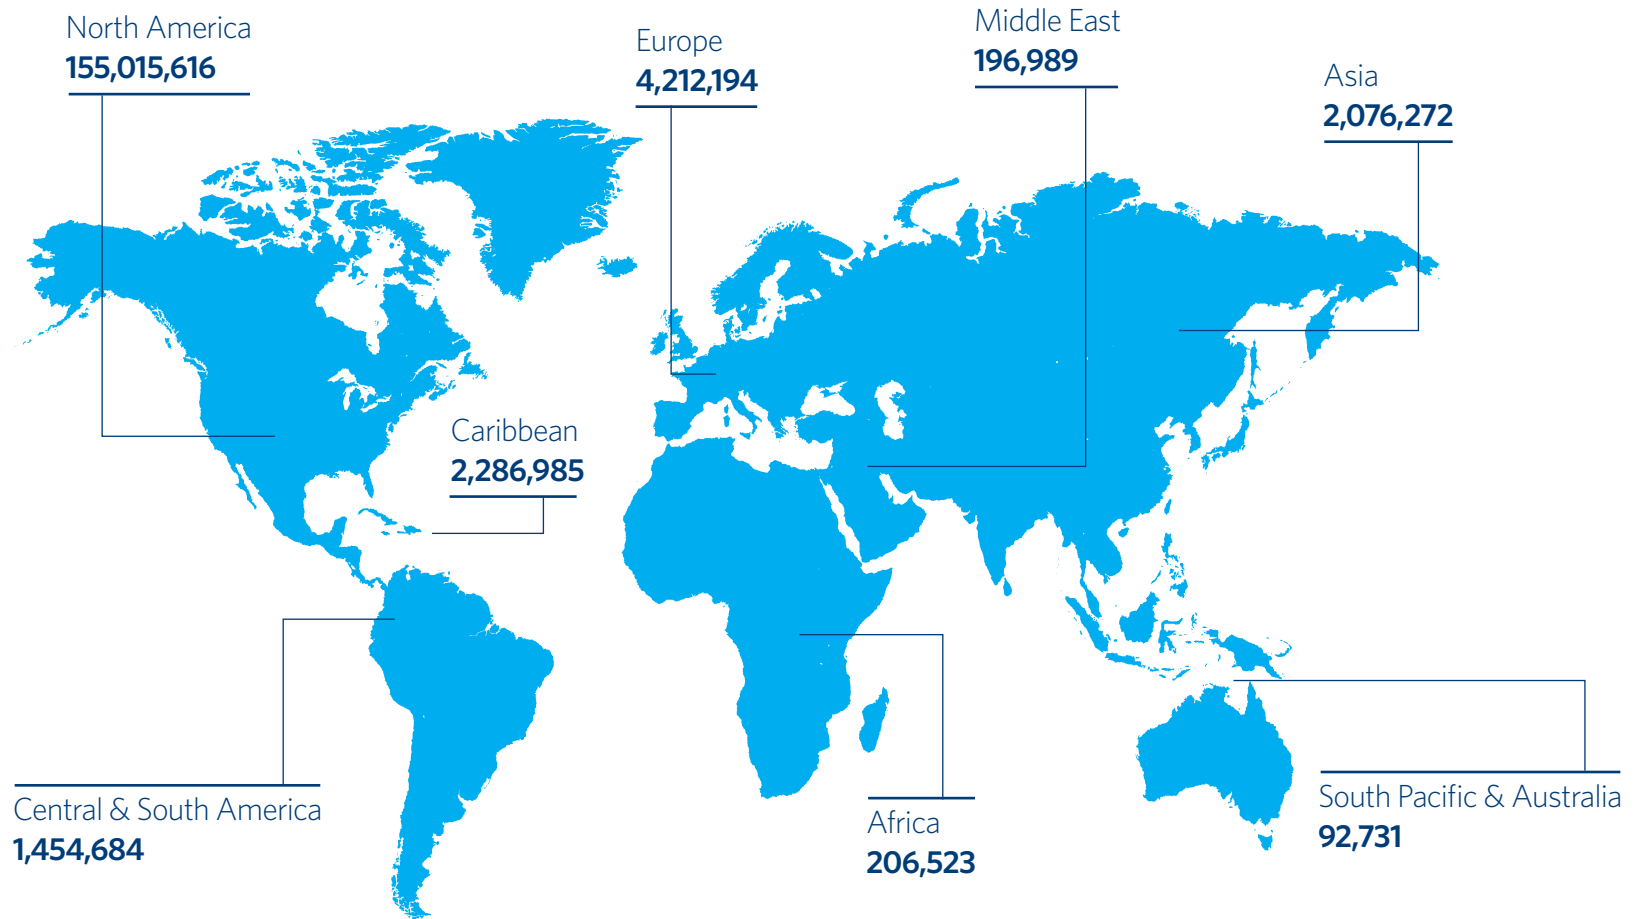 North America
155,015,616
Europe
4,212,194
Middle East
196,989
Asia
2,076,272
Caribbean
2,286,985
Central & South America
1,454,684
Africa
206,523
South Pacific & Australia
92,731